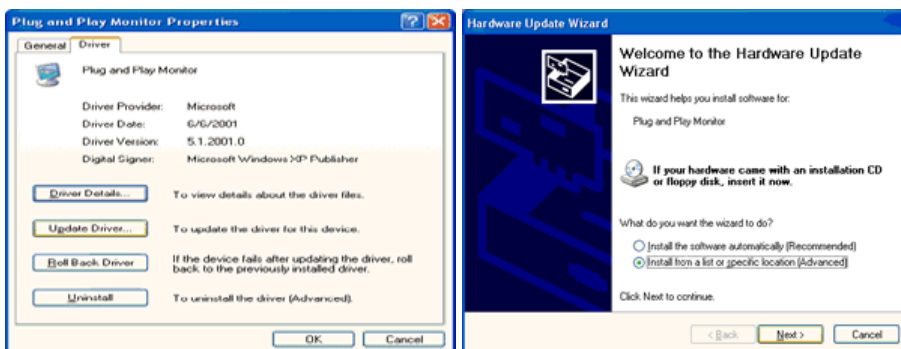 Plug and Play Monitor Properties
General
Driver
Plug and Play Monitor
Driver Provider: Microsoft
Driver Date: 6/6/2001
Driver Version: 5.1.2001.0
Digital Signer: Microsoft Windows XP Publisher
Driver Details... To view details about the driver files.
Update Driver... To update the driver for this device.
Roll Back Driver If the device fails after updating the driver, roll
back to the previously installed driver.
Uninstall To uninstall the driver (Advanced).
OK Cancel
Hardware Update Wizard
Welcome to the Hardware Update
Wizard
This wizard helps you install software for:
Plug and Play Monitor
If your hardware came with an installation CD
or floppy disk, insert it now.
What do you want the wizard to do?
Install the software automatically (Recommended)
Install from a list or specific location (Advanced)
Click Next to continue.
< Back Next > Cancel